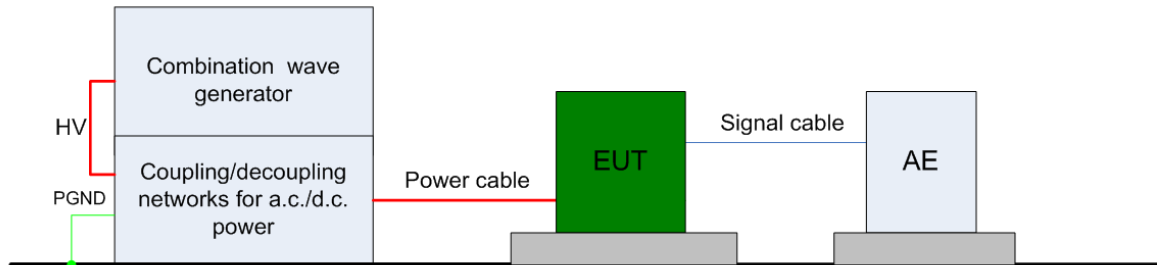 Combination wave
generator
HV
Coupling/decoupling
networks for a.c./d.c.
power
PGND
Power cable
EUT
Signal cable
AE